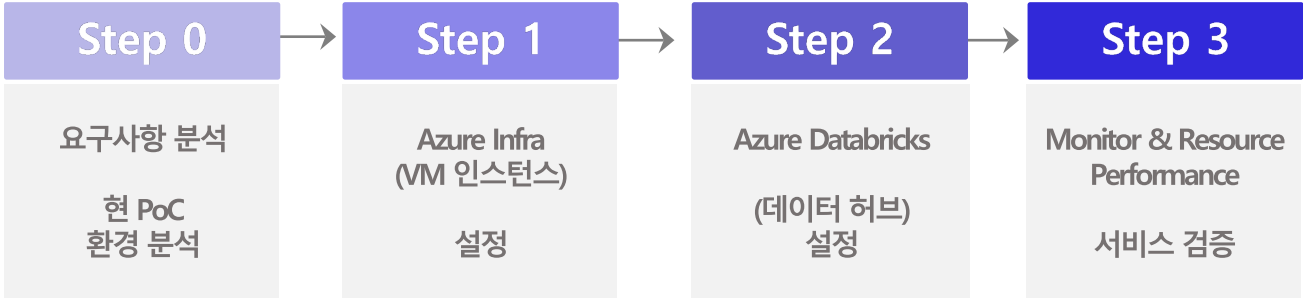 Step 0
요구사항 분석
현 PoC
환경 분석
Step 1
Azure Infra
(VM 인스턴스)
설정
Step 2
Azure Databricks
(데이터 허브)
설정
Step 3
Monitor & Resource
Performance
서비스 검증